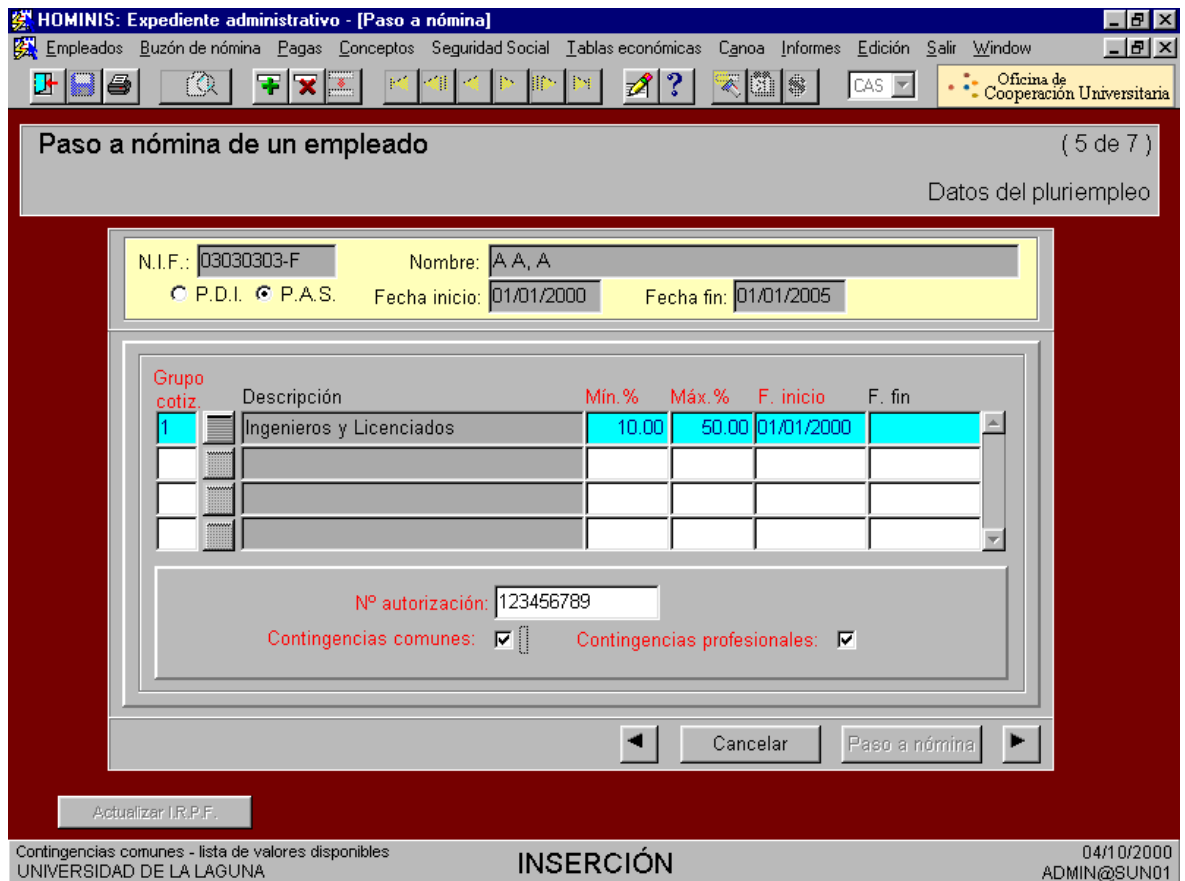 HOMINIS: Expediente administrativo - [Paso a nómina]
Empleados Buzón de nómina Pagas Conceptos Seguridad Social Tablas económicas Canoa Informes Edición Salir Window
CAS
Oficina de
Cooperación Universitaria
Paso a nómina de un empleado
( 5 de 7 )
Datos del pluriempleo
N.I.F.: 03030303-F Nombre: A A, A
P.D.I. P.A.S. Fecha inicio: 01/01/2000 Fecha fin: 01/01/2005
Grupo
cotiz. Descripción Mín.% Máx.% F. inicio F. fin
1 Ingenieros y Licenciados 10.00 50.00 01/01/2000
Nº autorización: 123456789
Contingencias comunes: Contingencias profesionales:
Cancelar Paso a nómina
Actualizar I.R.P.F.
Contingencias comunes - lista de valores disponibles
UNIVERSIDAD DE LA LAGUNA
INSERCIÓN
04/10/2000
ADMIN@SUN01